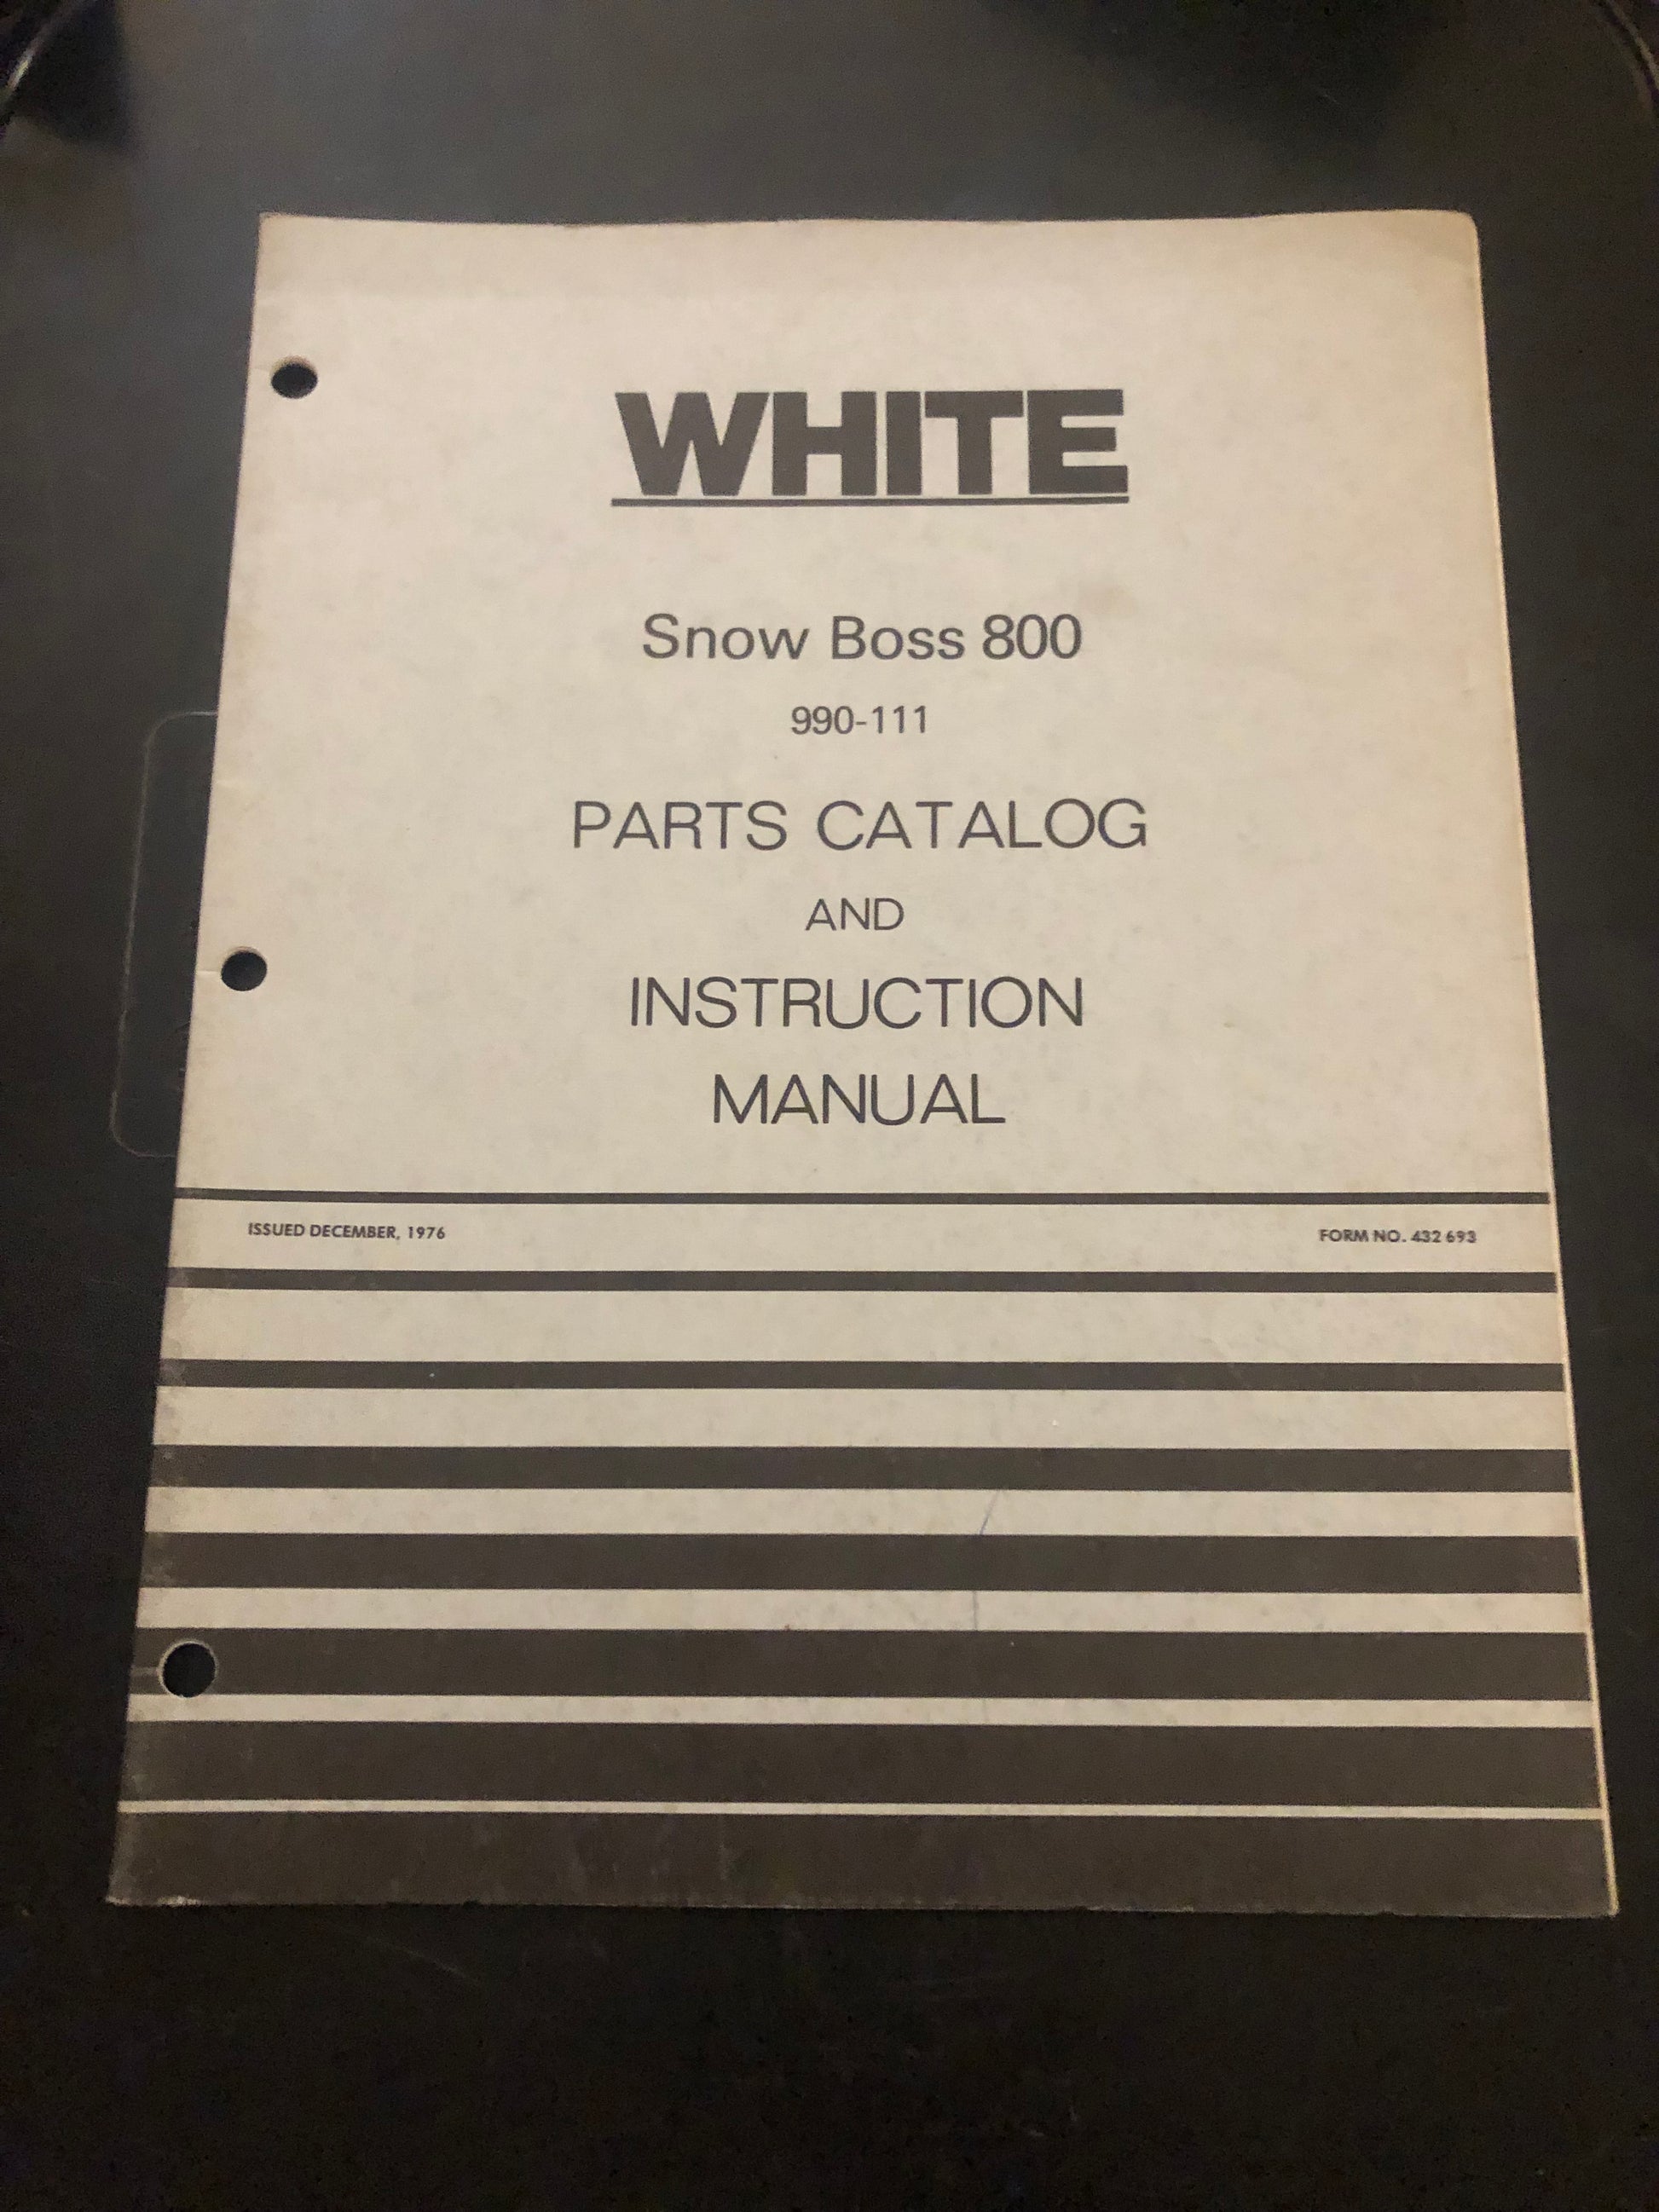 WHITE
Snow Boss 800
990-111
PARTS CATALOG
AND
INSTRUCTION
MANUAL
ISSUED DECEMBER, 1976
FORM NO. 432 693